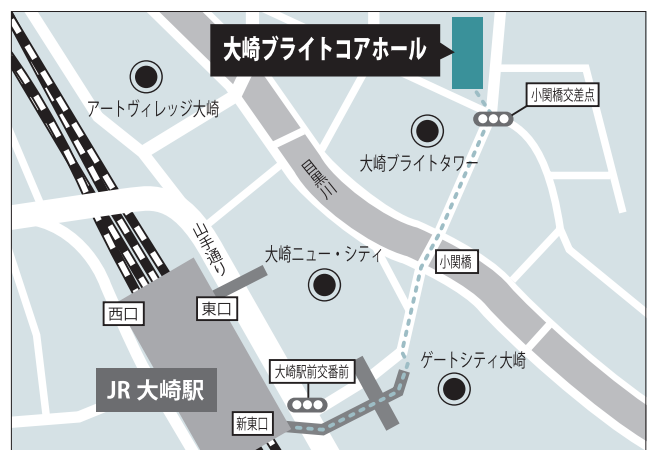 大崎ブライトコアホール
アートヴィレッジ大崎
小関橋交差点
大崎ブライトタワー
目黒川
山手通り
大崎ニュー・シティ
小関橋
西口
東口
大崎駅前交番前
ゲートシティ大崎
JR 大崎駅
新東口